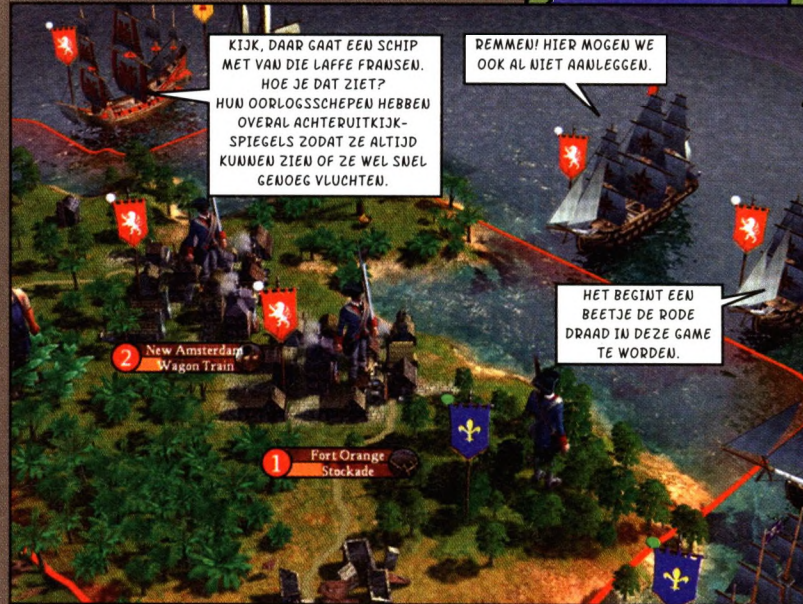 KIJK, DAAR GAAT EEN SCHIP
MET VAN DIE LAFFE FRANSEN.
HOE JE DAT ZIET?
HUN OORLOGSSCHEPEN HEBBEN
OVERAL ACHTERUITKIJK-
SPIEGELS ZODAT ZE ALTIJD
KUNNEN ZIEN OF ZE WEL SNEL
GENOEG VLUCHTEN.
REMMEN! HIER MOGEN WE
OOK AL NIET AANLEGGEN.
HET BEGINT EEN
BEETJE DE RODE
DRAAD IN DEZE GAME
TE WORDEN.
2
New Amsterdam
Wagon Train
1
Fort Orange
Stockade